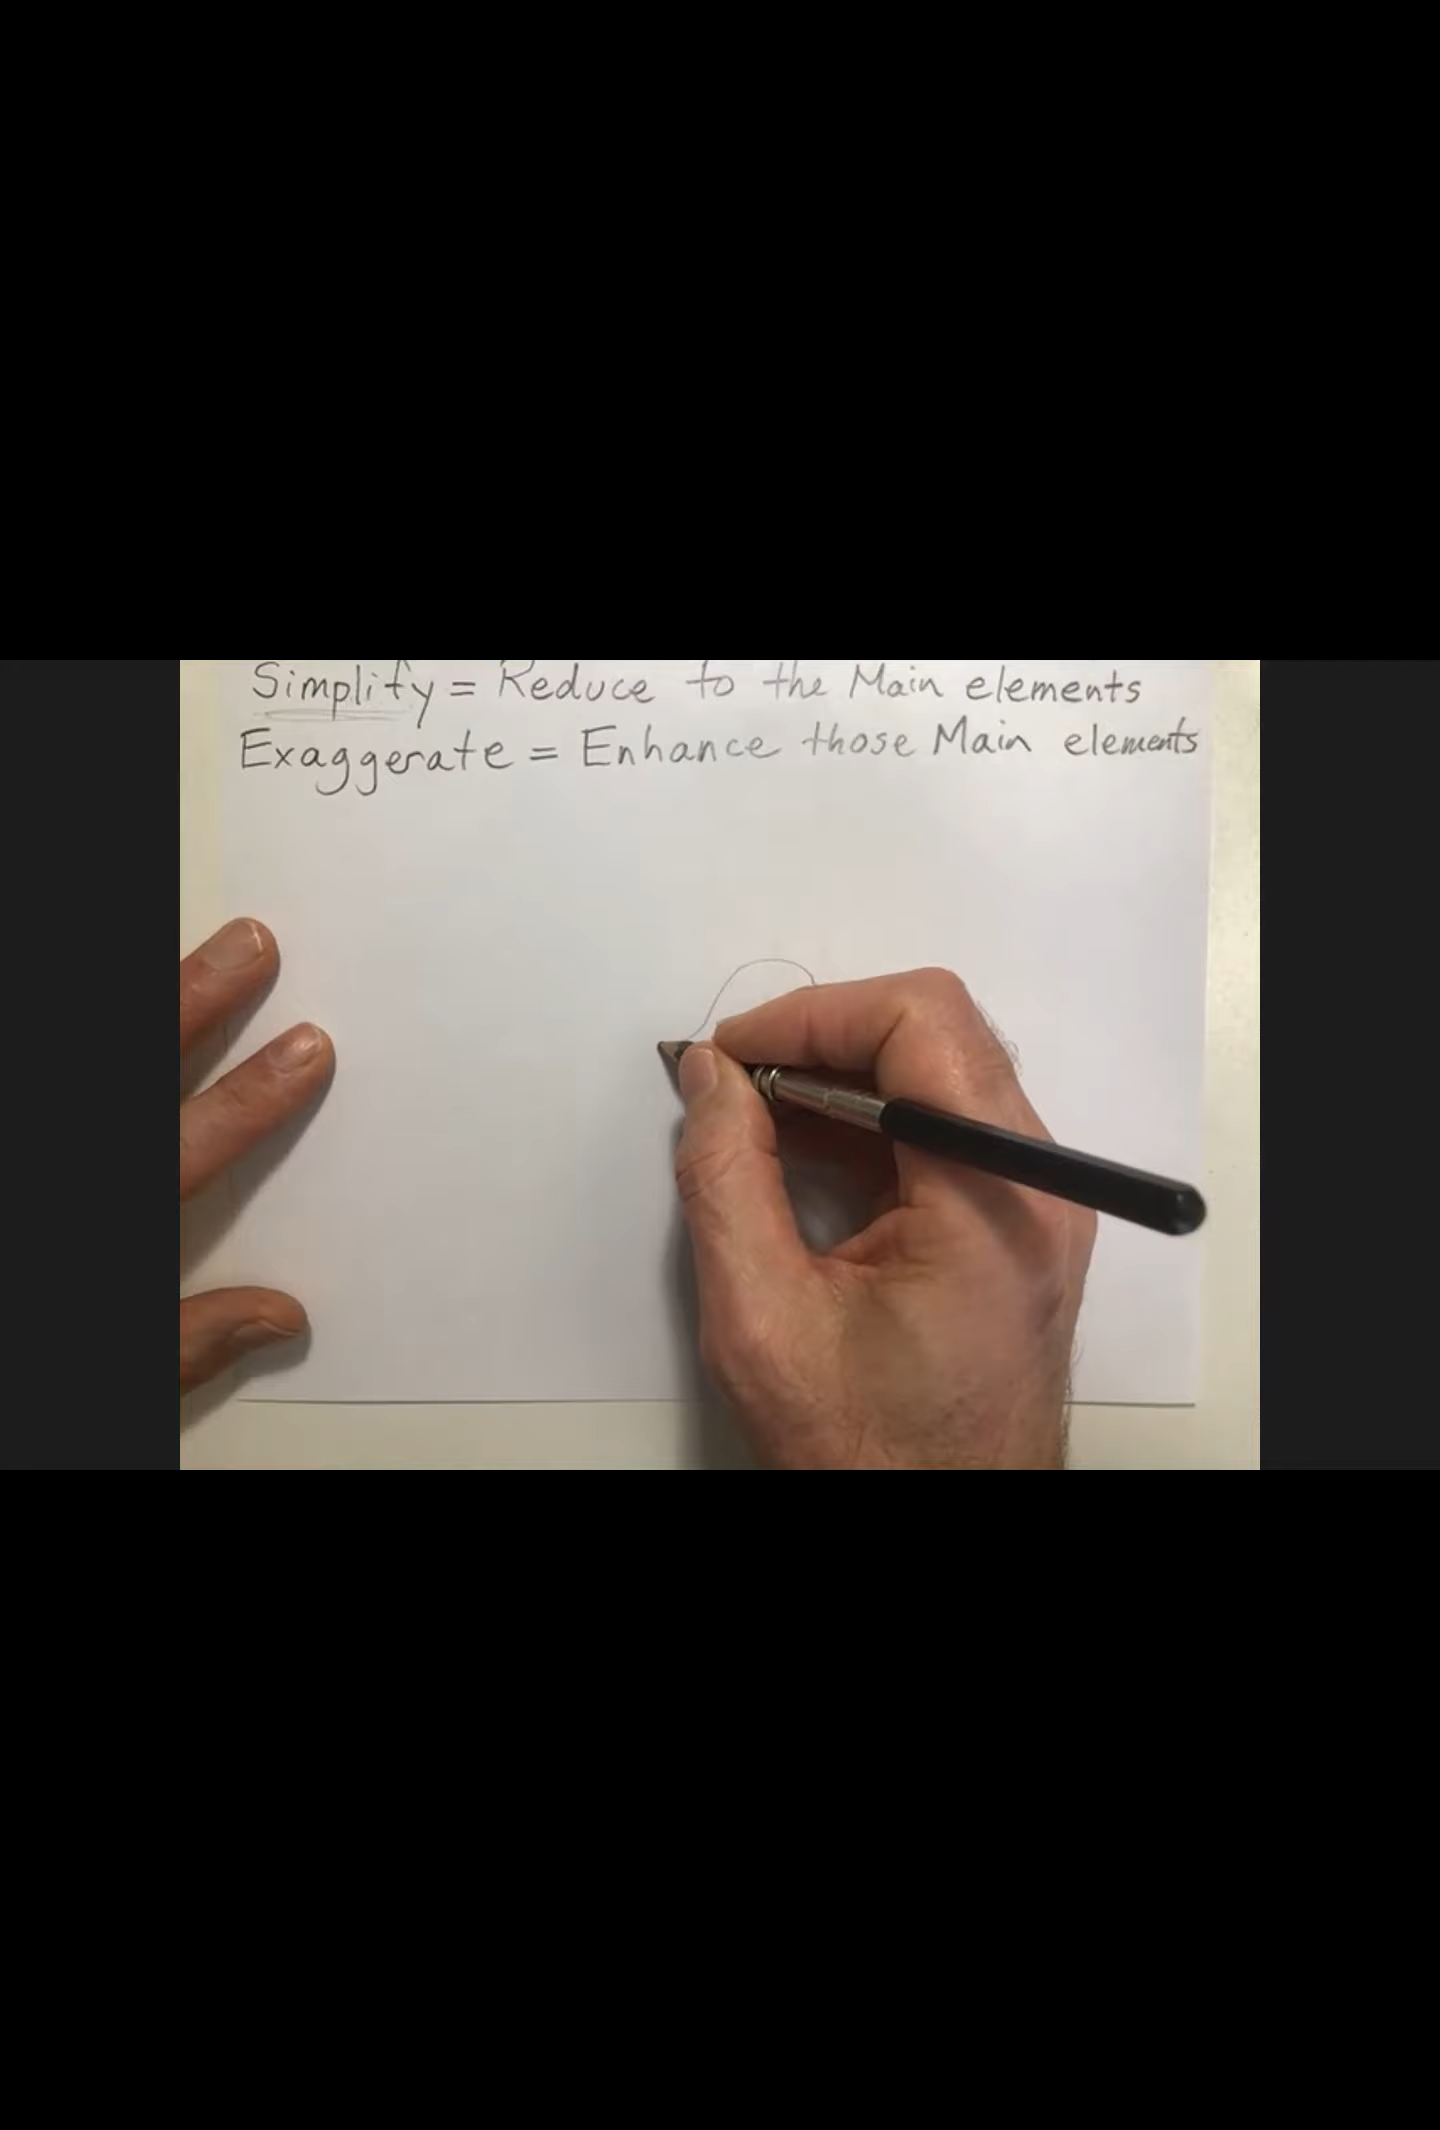 Simplify = Reduce to the Main elements
Exaggerate = Enhance those Main elements